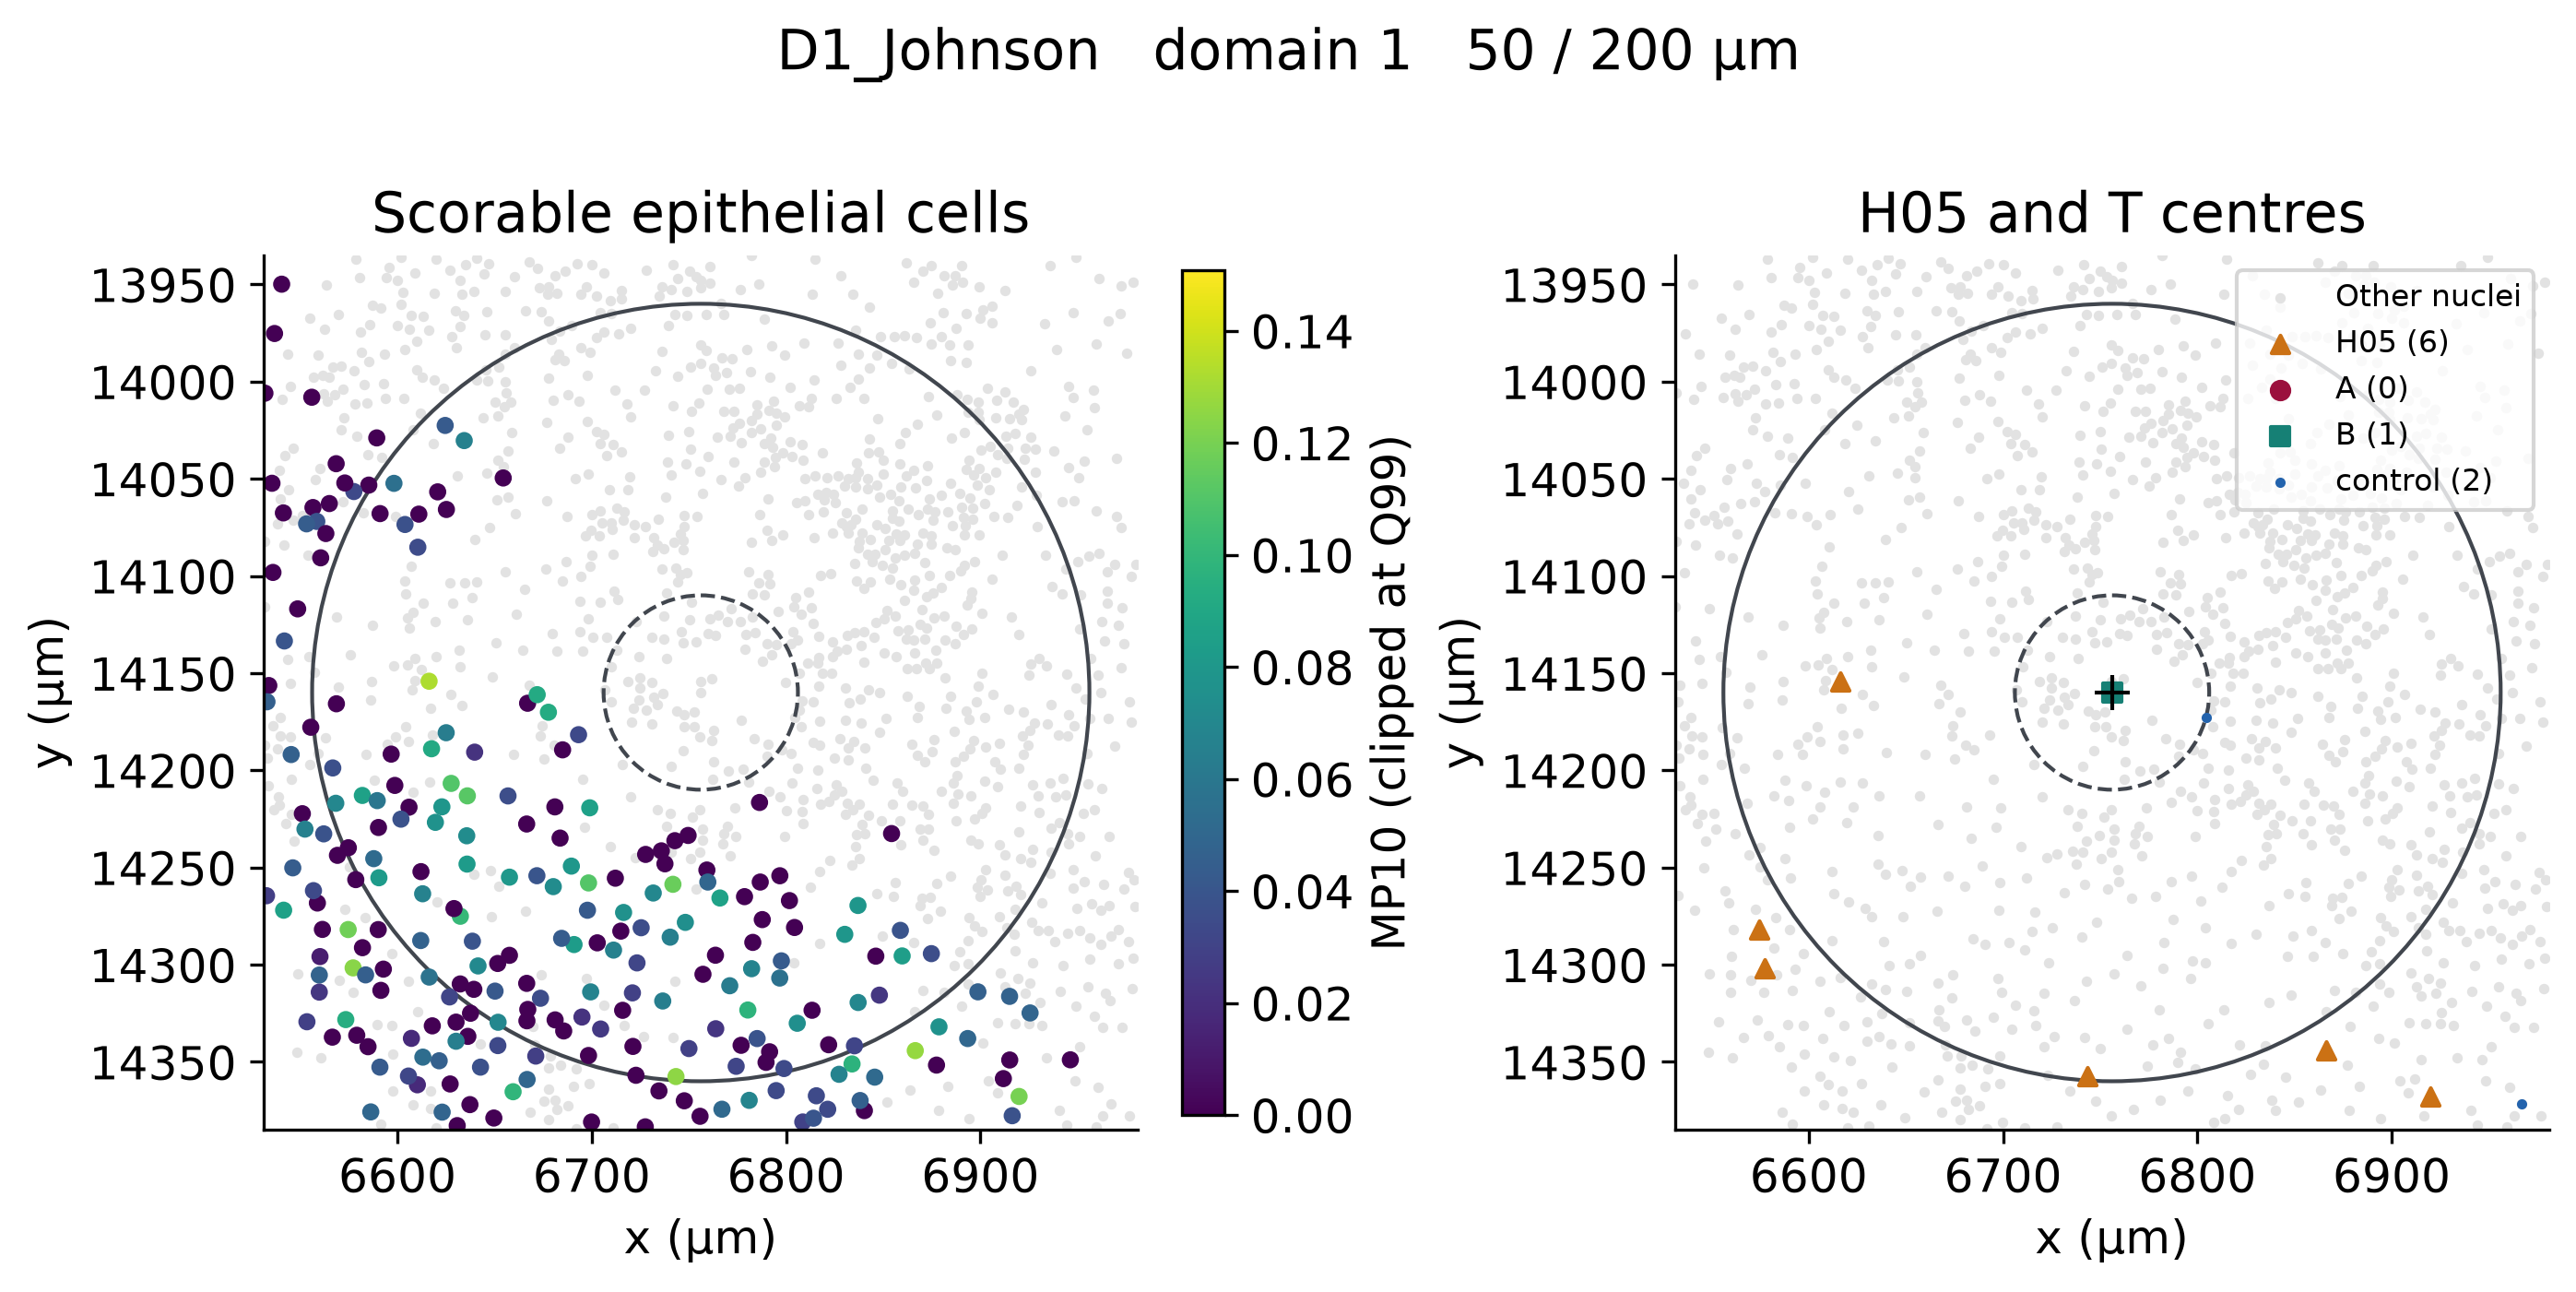 D1_Johnson domain 1 50 / 200 µm
Scorable epithelial cells
13950
14000
14050
14100
14150
14200
14250
14300
14350
y (µm)
6600 6700 6800 6900
x (µm)
0.14
0.12
0.10
0.08
0.06
0.04
0.02
0.00
MP10 (clipped at Q99)
H05 and T centres
13950
14000
14050
14100
14150
14200
14250
14300
14350
y (µm)
6600 6700 6800 6900
x (µm)
Other nuclei
H05 (6)
A (0)
B (1)
control (2)